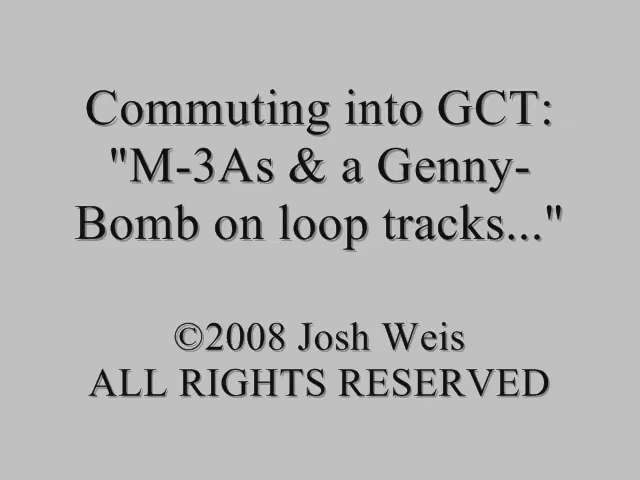 Commuting into GCT:
"M-3As & a Genny-
Bomb on loop tracks..."
©2008 Josh Weis
ALL RIGHTS RESERVED